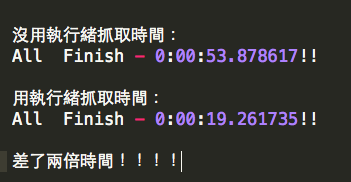 沒用執行緒抓取時間：
All  Finish - 0:00:53.878617!!
用執行緒抓取時間：
All  Finish - 0:00:19.261735!!
差了兩倍時間！！！！